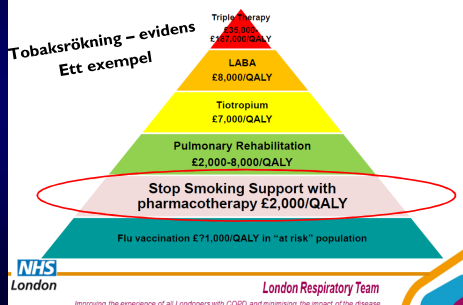 Tobaksrökning – evidens
Ett exempel
Triple Therapy
£35,000-
£187,000/QALY
LABA
£8,000/QALY
Tiotropium
£7,000/QALY
Pulmonary Rehabilitation
£2,000-8,000/QALY
Stop Smoking Support with
pharmacotherapy £2,000/QALY
Flu vaccination £?1,000/QALY in "at risk" population
NHS
London
London Respiratory Team
Improving the experience of all Londoners with COPD and minimising the impact of the disease